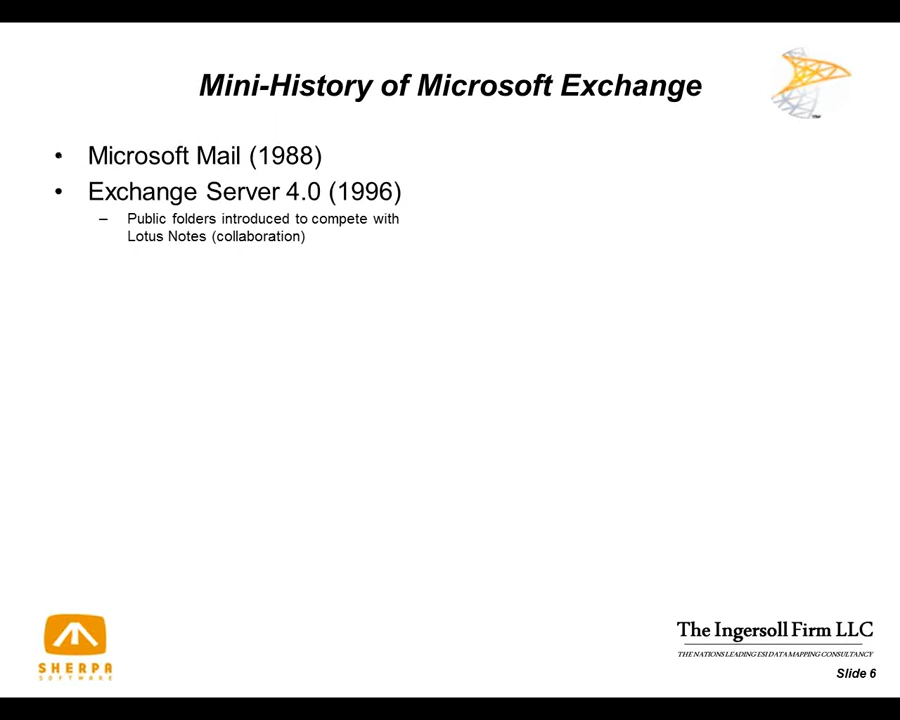 Mini-History of Microsoft Exchange
• Microsoft Mail (1988)
• Exchange Server 4.0 (1996)
– Public folders introduced to compete with
Lotus Notes (collaboration)
SHERPA
SOFTWARE
The Ingersoll Firm LLC
THE NATIONS LEADING ESI DATA MAPPING CONSULTANCY
Slide 6